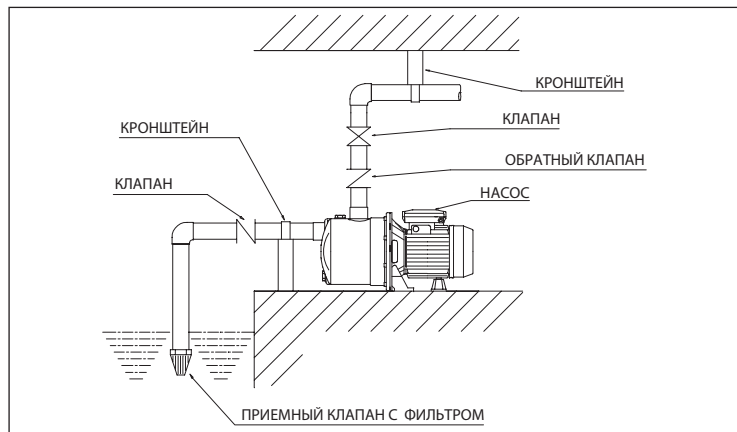 КРОНШТЕЙН
КЛАПАН
КРОНШТЕЙН
ОБРАТНЫЙ КЛАПАН
КЛАПАН
НАСОС
ПРИЕМНЫЙ КЛАПАН С ФИЛЬТРОМ